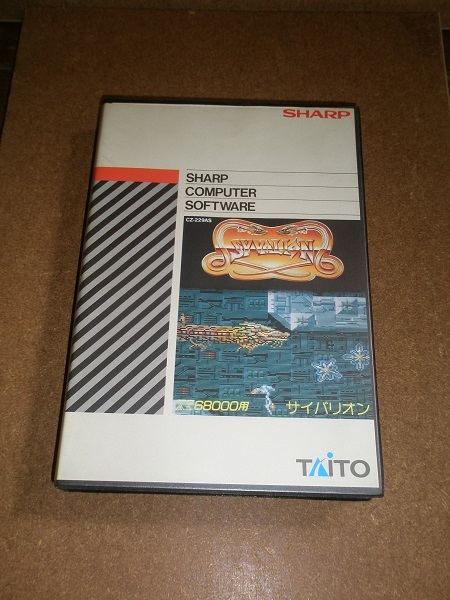 SHARP
SHARP
COMPUTER
SOFTWARE
CZ-229AS
SYVALION
X68000用 サイバリオン
TAITO